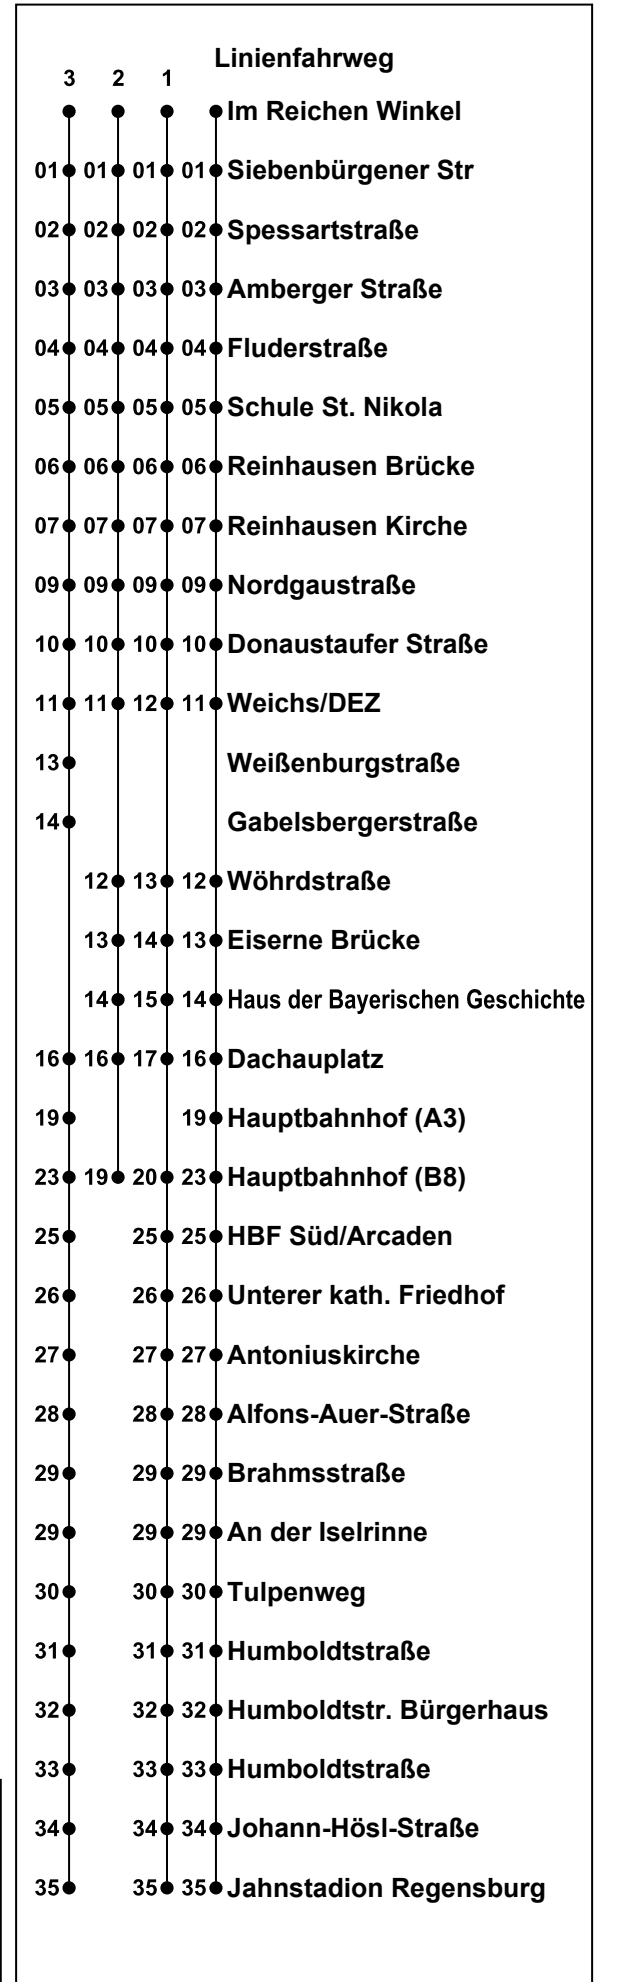 Linienfahrweg
3 2 1
Im Reichen Winkel
01 01 01 01 Siebenbürgener Str
02 02 02 02 Spessartstraße
03 03 03 03 Amberger Straße
04 04 04 04 Fluderstraße
05 05 05 05 Schule St. Nikola
06 06 06 06 Reinhausen Brücke
07 07 07 07 Reinhausen Kirche
09 09 09 09 Nordgaustraße
10 10 10 10 Donaustaufer Straße
11 11 12 11 Weichs/DEZ
13 Weißenburgstraße
14 Gabelsbergerstraße
12 13 12 Wöhrdstraße
13 14 13 Eiserne Brücke
14 15 14 Haus der Bayerischen Geschichte
16 16 17 16 Dachauplatz
19 19 Hauptbahnhof (A3)
23 19 20 23 Hauptbahnhof (B8)
25 25 25 HBF Süd/Arcaden
26 26 26 Unterer kath. Friedhof
27 27 27 Antoniuskirche
28 28 28 Alfons-Auer-Straße
29 29 29 Brahmsstraße
29 29 29 An der Iselrinne
30 30 30 Tulpenweg
31 31 31 Humboldtstraße
32 32 32 Humboldtstr. Bürgerhaus
33 33 33 Humboldtstraße
34 34 34 Johann-Hösl-Straße
35 35 35 Jahnstadion Regensburg